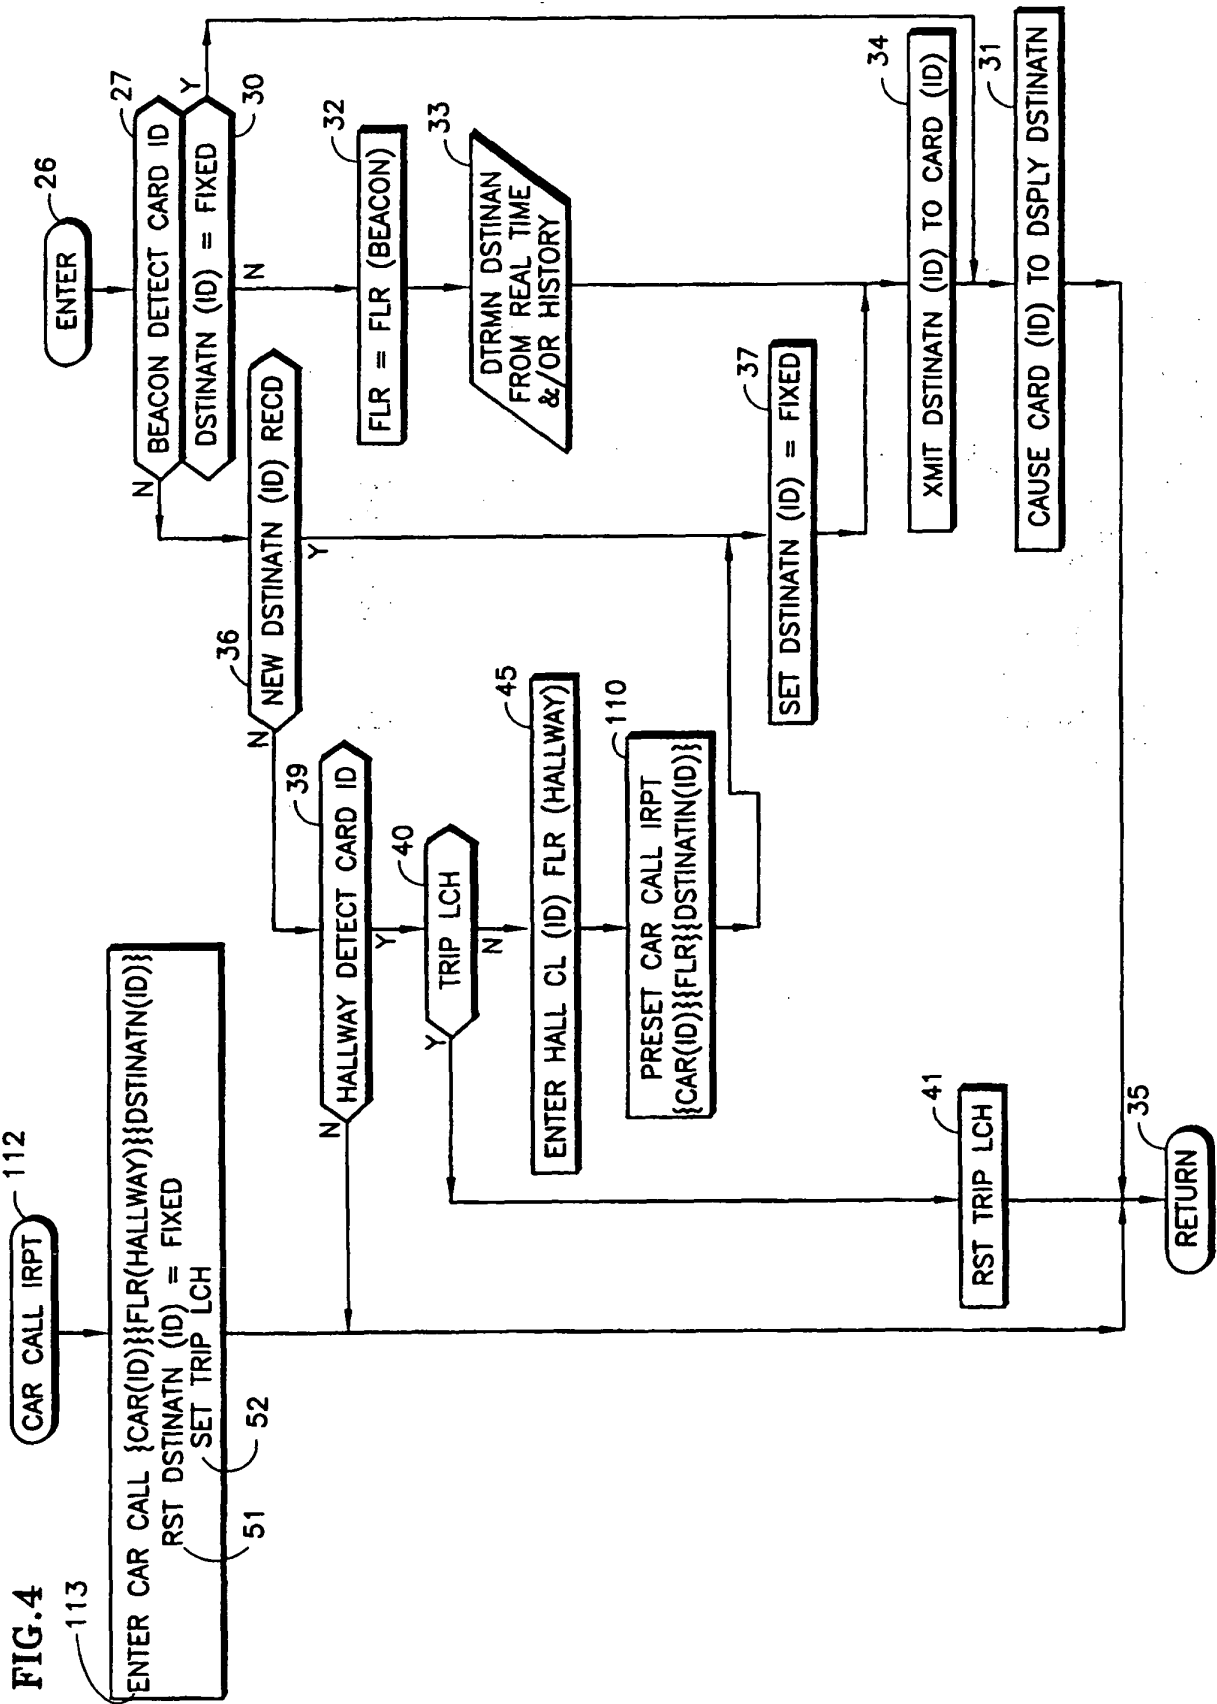 FIG.4
CAR CALL IRPT
112
113
ENTER CAR CALL {CAR(ID)}{FLR(HALLWAY)}{DSTINATN(ID)}
RST DSTINATN (ID) = FIXED
SET TRIP LCH
51
52
ENTER
26
BEACON DETECT CARD ID
27
N
DSTINATN (ID) = FIXED
30
Y
N
NEW DSTINATN (ID) RECD
36
N
Y
FLR = FLR (BEACON)
32
DTRMN DSTINAN
FROM REAL TIME
&/OR HISTORY
33
HALLWAY DETECT CARD ID
39
N
Y
TRIP LCH
40
Y
N
ENTER HALL CL (ID) FLR (HALLWAY)
45
PRESET CAR CALL IRPT
{CAR(ID)}{FLR}{DSTINATIN(ID)}
110
SET DSTINATN (ID) = FIXED
37
XMIT DSTINATN (ID) TO CARD (ID)
34
CAUSE CARD (ID) TO DSPLY DSTINATN
31
RST TRIP LCH
41
RETURN
35